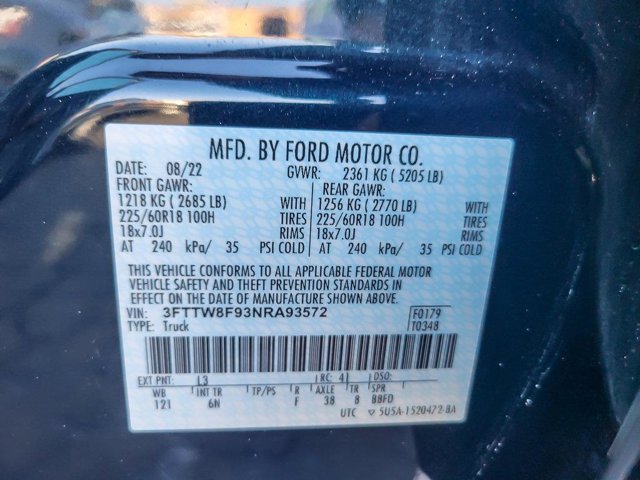 MFD. BY FORD MOTOR CO.
DATE: 08/22 GVWR: 2361 KG ( 5205 LB)
FRONT GAWR: REAR GAWR:
1218 KG ( 2685 LB) WITH 1256 KG ( 2770 LB) WITH
225/60R18 100H TIRES 225/60R18 100H TIRES
18x7.0J RIMS 18x7.0J RIMS
AT 240 kPa/ 35 PSI COLD AT 240 kPa/ 35 PSI COLD
THIS VEHICLE CONFORMS TO ALL APPLICABLE FEDERAL MOTOR
VEHICLE SAFETY AND THEFT PREVENTION STANDARDS IN
EFFECT ON THE DATE OF MANUFACTURE SHOWN ABOVE.
VIN: 3FTTW8F93NRA93572 F0179
TYPE: Truck T0348
EXT PNT: L3 RC: 41 DSO:
WB INT TR TP/PS R AXLE TR SPR
121 6N F 38 8 BBFD
UTC 5U5A-1520472-BA